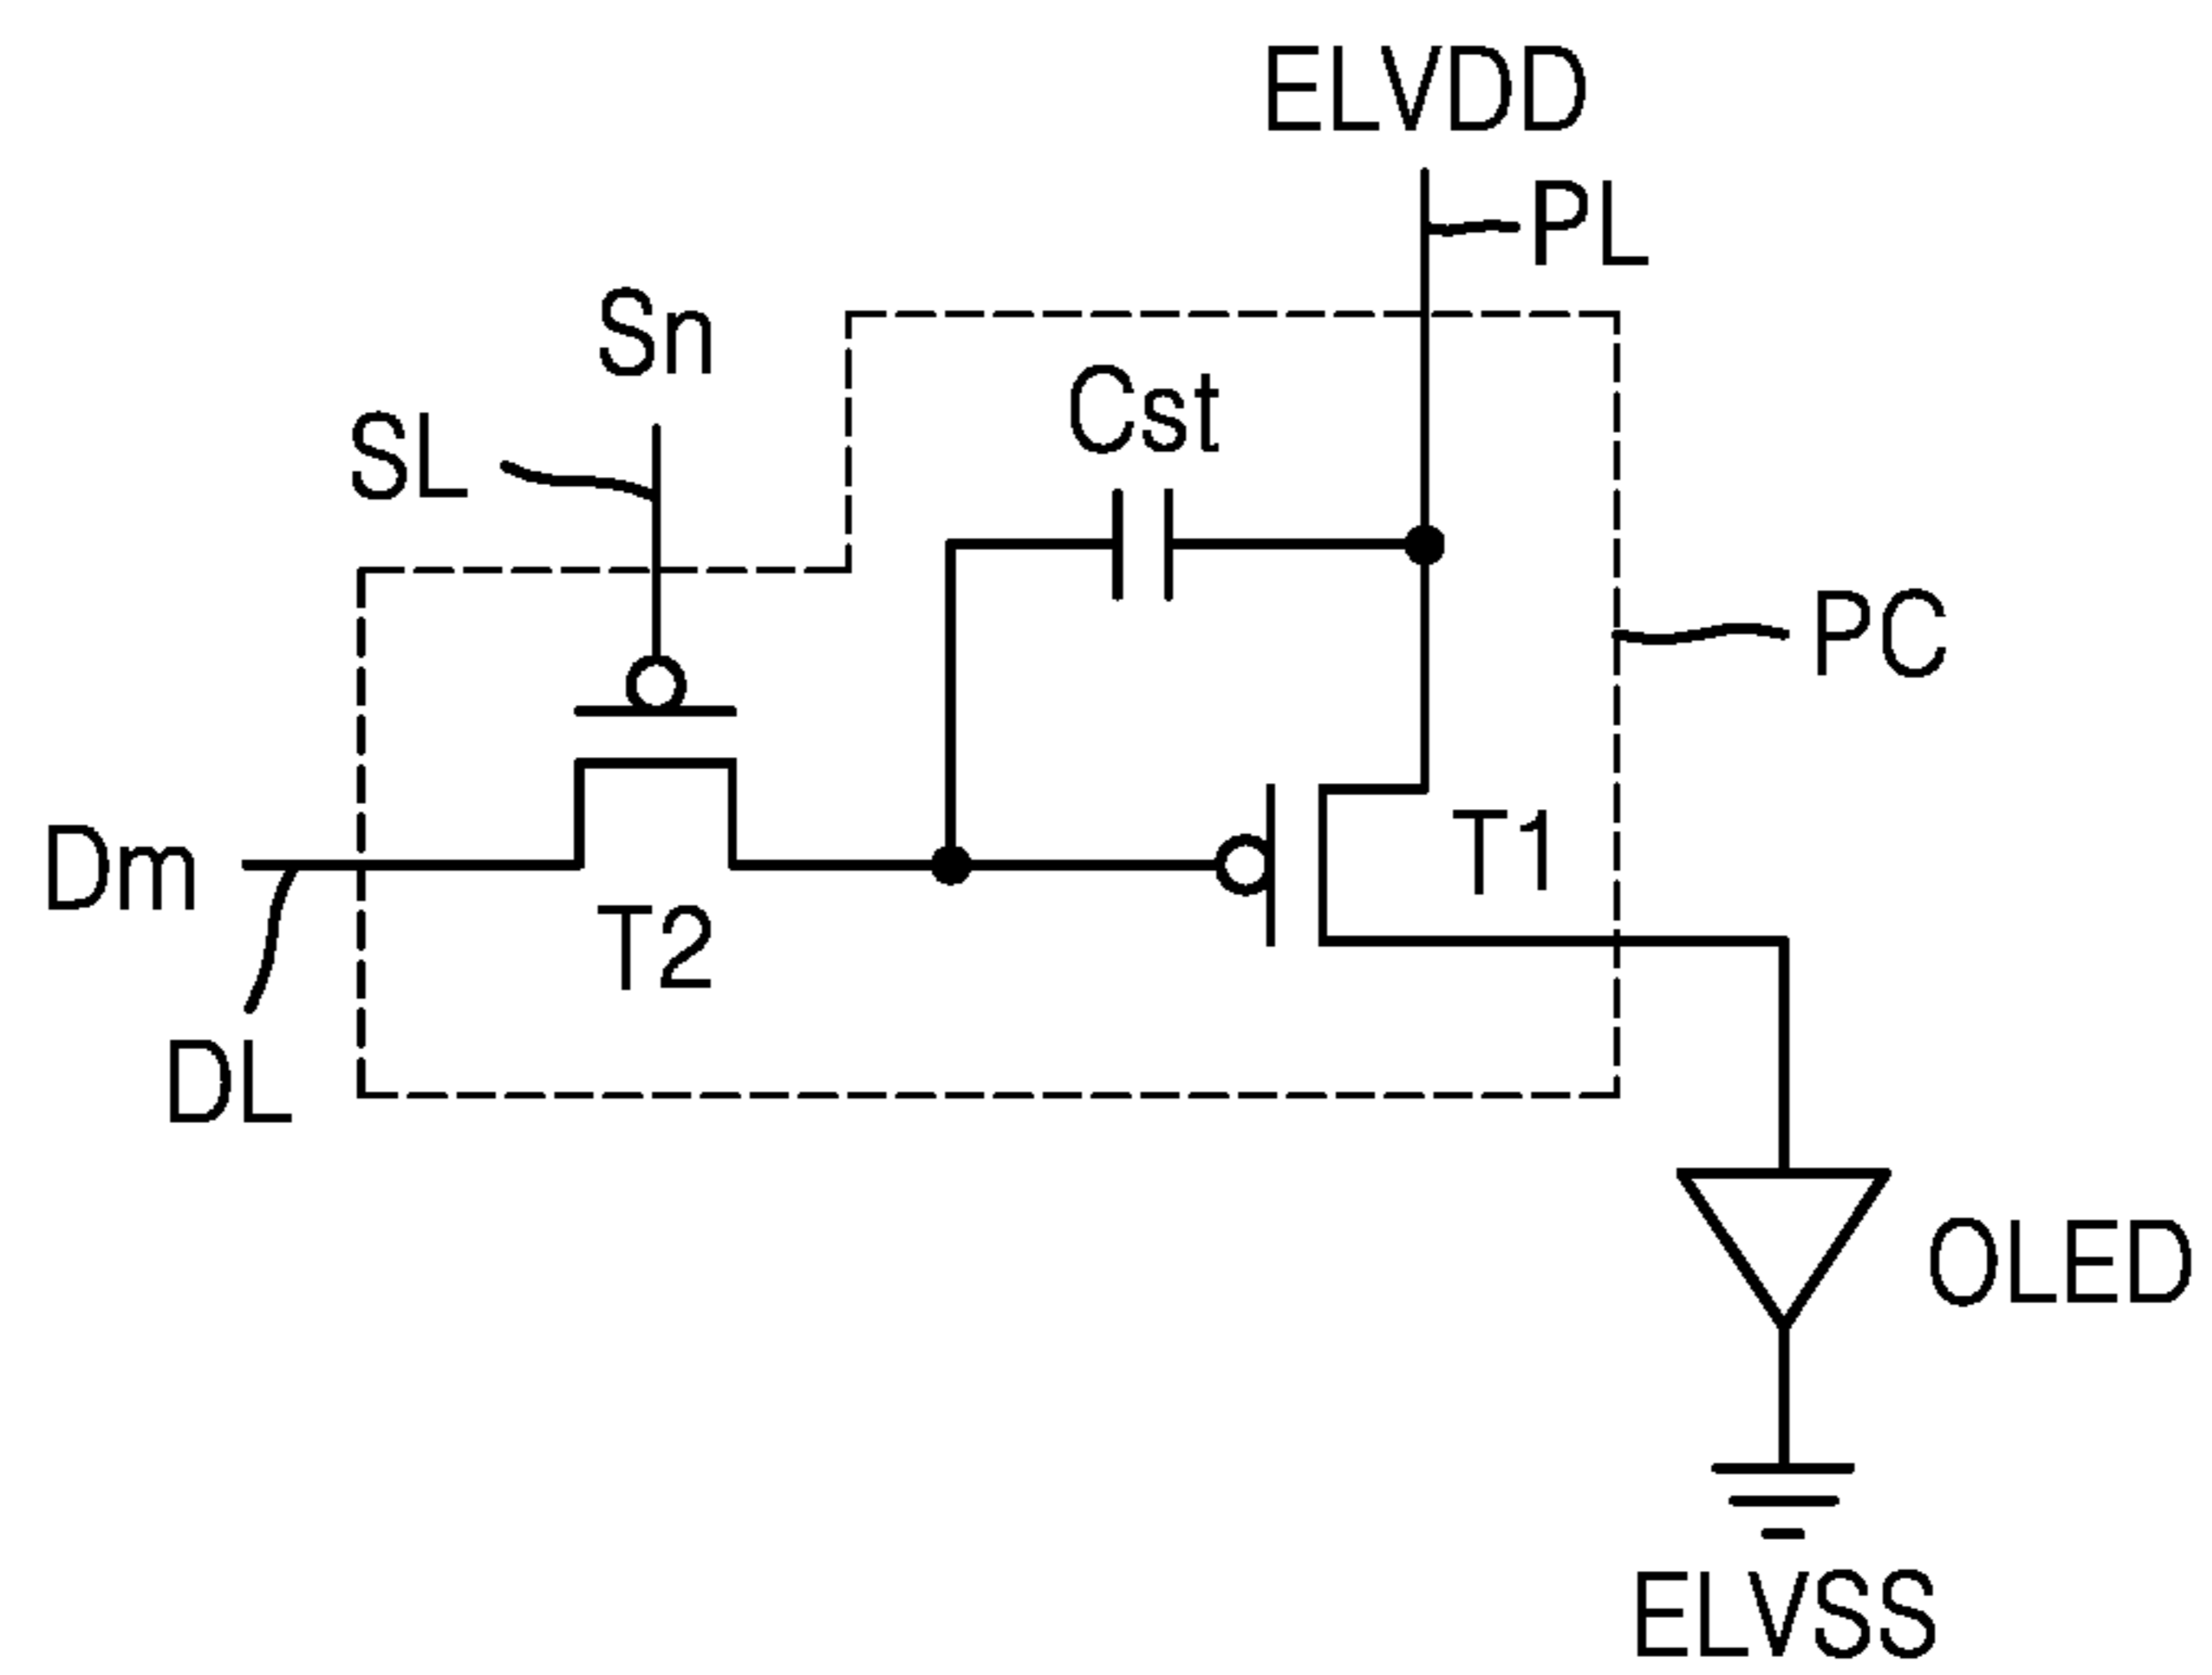 ELVDD
PL
Sn
Cst
SL
PC
T1
Dm
T2
DL
OLED
ELVSS